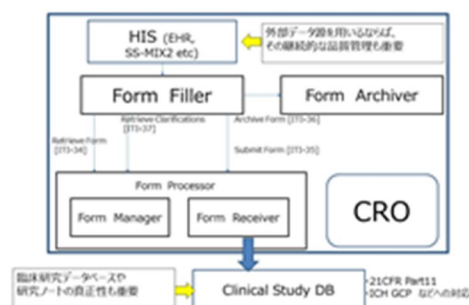 HIS (EHR,
SS-MIX2 etc)
外部データ源を用いるならば、
その継続的な品質管理も重要
Form Filler
Form Archiver
Retrieve Clarifications
[ITI-37]
Archive Form [ITI-36]
Retrieve Form
[ITI-34]
Submit Form [ITI-35]
Form Processor
Form Manager
Form Receiver
CRO
臨床研究データベースや
研究ノートの真正性も重要
Clinical Study DB
・21CFR Part11
・ICH GCP などへの対応